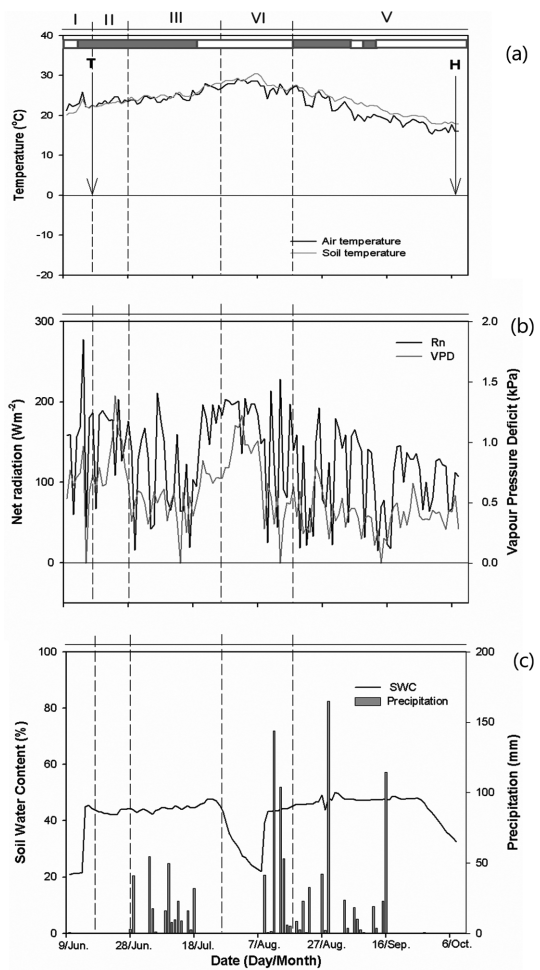 I II III VI V
(a)
40
30
20
10
0
-10
-20
Temperature (°C)
T
H
Air temperature
Soil temperature
(b)
300
200
100
0
Net radiation (Wm-2)
2.0
1.5
1.0
0.5
0.0
Vapour Pressure Deficit (kPa)
Rn
VPD
(c)
100
80
60
40
20
0
Soil Water Content (%)
200
150
100
50
0
Precipitation (mm)
SWC
Precipitation
9/Jun. 28/Jun. 18/Jul. 7/Aug. 27/Aug. 16/Sep. 6/Oct.
Date (Day/Month)